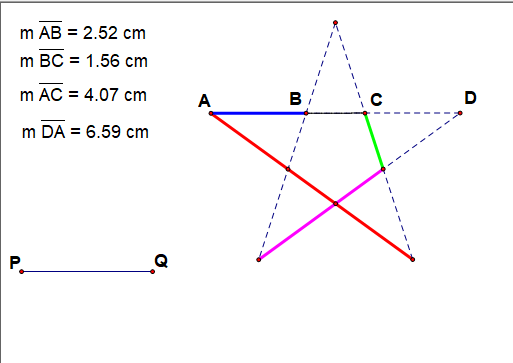 m AB = 2.52 cm
m BC = 1.56 cm
m AC = 4.07 cm
m DA = 6.59 cm
A B C D
P Q